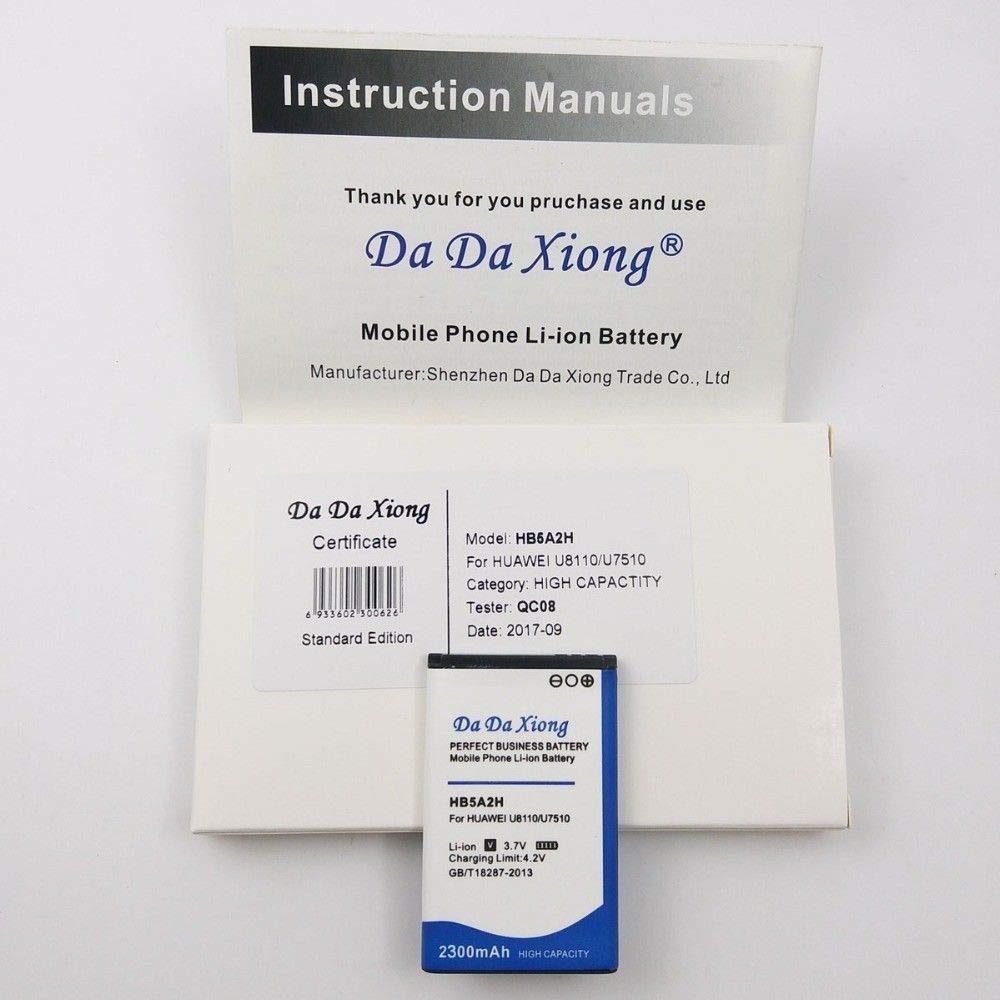 Instruction Manuals
Thank you for you pruchase and use
Da Da Xiong®
Mobile Phone Li-ion Battery
Manufacturer:Shenzhen Da Da Xiong Trade Co., Ltd
Da Da Xiong
Certificate
6 933602 300626
Standard Edition
Model: HB5A2H
For HUAWEI U8110/U7510
Category: HIGH CAPACTITY
Tester: QC08
Date: 2017-09
Da Da Xiong
PERFECT BUSINESS BATTERY
Mobile Phone Li-ion Battery
HB5A2H
For HUAWEI U8110/U7510
Li-ion V 3.7V
Charging Limit:4.2V
GB/T18287-2013
2300mAh HIGH CAPACITY